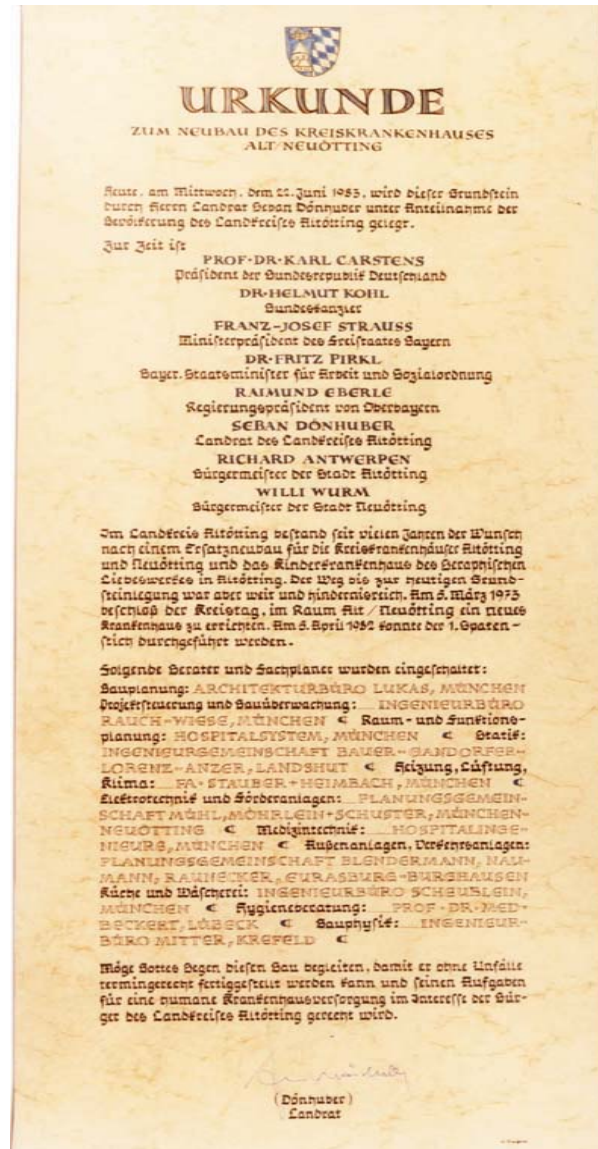 URKUNDE
ZUM NEUBAU DES KREISKRANKENHAUSES
ALT/NEUÖTTING
Heute, am Mittwoch, dem 22. Juni 1983, wird dieser Grundstein
durch Herrn Landrat Seban Dönhuber unter Anteilnahme der
Bevölkerung des Landkreises Altötting gelegt.
Zur Zeit ist
PROF·DR·KARL CARSTENS
Präsident der Bundesrepublik Deutschland
DR·HELMUT KOHL
Bundeskanzler
FRANZ-JOSEF STRAUSS
Ministerpräsident des Freistaates Bayern
DR·FRITZ PIRKL
Bayer. Staatsminister für Arbeit und Sozialordnung
RAIMUND EBERLE
Regierungspräsident von Oberbayern
SEBAN DÖNHUBER
Landrat des Landkreises Altötting
RICHARD ANTWERPEN
Bürgermeister der Stadt Altötting
WILLI WURM
Bürgermeister der Stadt Neuötting
Im Landkreis Altötting bestand seit vielen Jahren der Wunsch
nach einem Ersatzneubau für die Kreiskrankenhäuser Altötting
und Neuötting und das Kinderkrankenhaus des Seraphischen
Liebeswerkes in Altötting. Der Weg bis zur heutigen Grund-
steinlegung war aber weit und hindernisreich. Am 5. März 1973
beschloß der Kreistag, im Raum Alt/Neuötting ein neues
Krankenhaus zu errichten. Am 5. April 1982 konnte der 1. Spaten-
stich durchgeführt werden.
Folgende Berater und Fachplaner wurden eingeschaltet:
Bauplanung: ARCHITEKTURBÜRO LUKAS, MÜNCHEN
Projektsteuerung und Bauüberwachung: INGENIEURBÜRO
RAUCH-WIESE, MÜNCHEN Raum- und Funktions-
planung: HOSPITALSYSTEM, MÜNCHEN Statik:
INGENIEURGEMEINSCHAFT BAUER-GANDORFER-
LORENZ-ANZER, LANDSHUT Heizung, Lüftung,
Klima: FA·STAUBER+HEIMBACH, MÜNCHEN
Elektrotechnik und Förderanlagen: PLANUNGSGEMEIN-
SCHAFT MÜHL, MÖHRLEIN+SCHUSTER, MÜNCHEN-
NEUÖTTING Medizintechnik: HOSPITALINGE-
NIEURE, MÜNCHEN Außenanlagen, Verkehrsanlagen:
PLANUNGSGEMEINSCHAFT BLENDERMANN, NAU-
MANN, RAUNECKER, EURASBURG-BURGHAUSEN
Küche und Wäscherei: INGENIEURBÜRO SCHEUBLEIN,
MÜNCHEN Hygieneberatung: PROF·DR·MED·
BECKERT, LÜBECK Bauphysik: INGENIEUR-
BÜRO MITTER, KREFELD
Möge Gottes Segen diesen Bau begleiten, damit er ohne Unfälle
termingerecht fertiggestellt werden kann und seinen Aufgaben
für eine humane Krankenhausversorgung im Interesse der Bür-
ger des Landkreises Altötting gerecht wird.
(Dönhuber)
Landrat